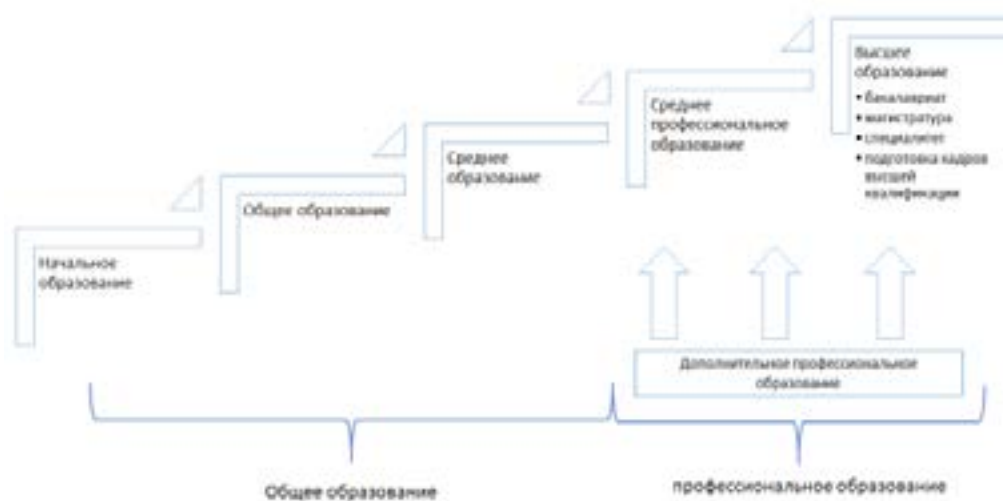 Начальное
образование
Общее образование
Среднее
образование
Среднее
профессиональное
образование
Высшее
образование
• бакалавриат
• магистратура
• специалитет
• подготовка кадров
высшей
квалификации
Дополнительное профессиональное
образование
Общее образование
профессиональное образование